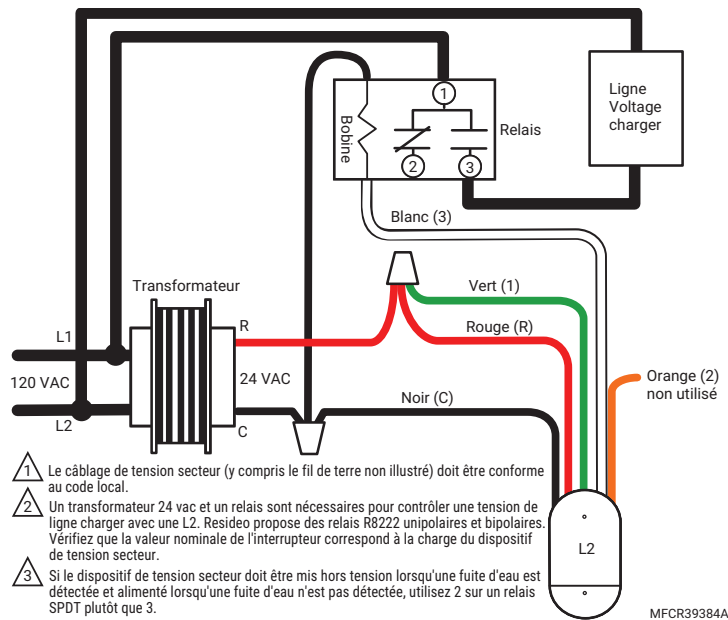 Ligne
Voltage
charger
1
Bobine
Relais
2
3
Blanc (3)
Transformateur
Vert (1)
R
Rouge (R)
L1
120 VAC
24 VAC
Orange (2)
non utilisé
Noir (C)
L2
C
1 Le câblage de tension secteur (y compris le fil de terre non illustré) doit être conforme
au code local.
2 Un transformateur 24 vac et un relais sont nécessaires pour contrôler une tension de
ligne charger avec une L2. Resideo propose des relais R8222 unipolaires et bipolaires.
Vérifiez que la valeur nominale de l'interrupteur correspond à la charge du dispositif
de tension secteur.
3 Si le dispositif de tension secteur doit être mis hors tension lorsqu'une fuite d'eau est
détectée et alimenté lorsqu'une fuite d'eau n'est pas détectée, utilisez 2 sur un relais
SPDT plutôt que 3.
L2
MFCR39384A